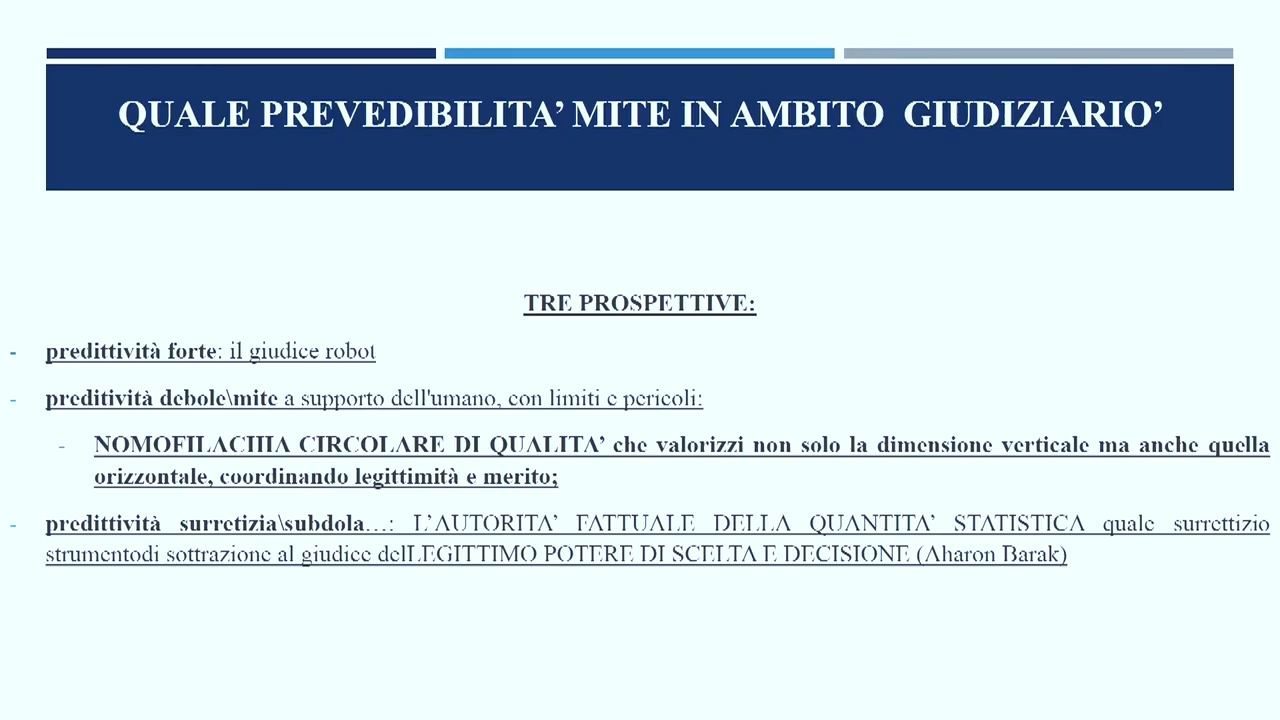 QUALE PREVEDIBILITA’ MITE IN AMBITO GIUDIZIARIO’
TRE PROSPETTIVE:
- predittività forte: il giudice robot
- preditività debole\mite a supporto dell'umano, con limiti e pericoli:
- NOMOFILACHIA CIRCOLARE DI QUALITA’ che valorizzi non solo la dimensione verticale ma anche quella
orizzontale, coordinando legittimità e merito;
- predittività surretizia\subdola…: L’AUTORITA’ FATTUALE DELLA QUANTITA’ STATISTICA quale surrettizio
strumentodi sottrazione al giudice delLEGITTIMO POTERE DI SCELTA E DECISIONE (Aharon Barak)